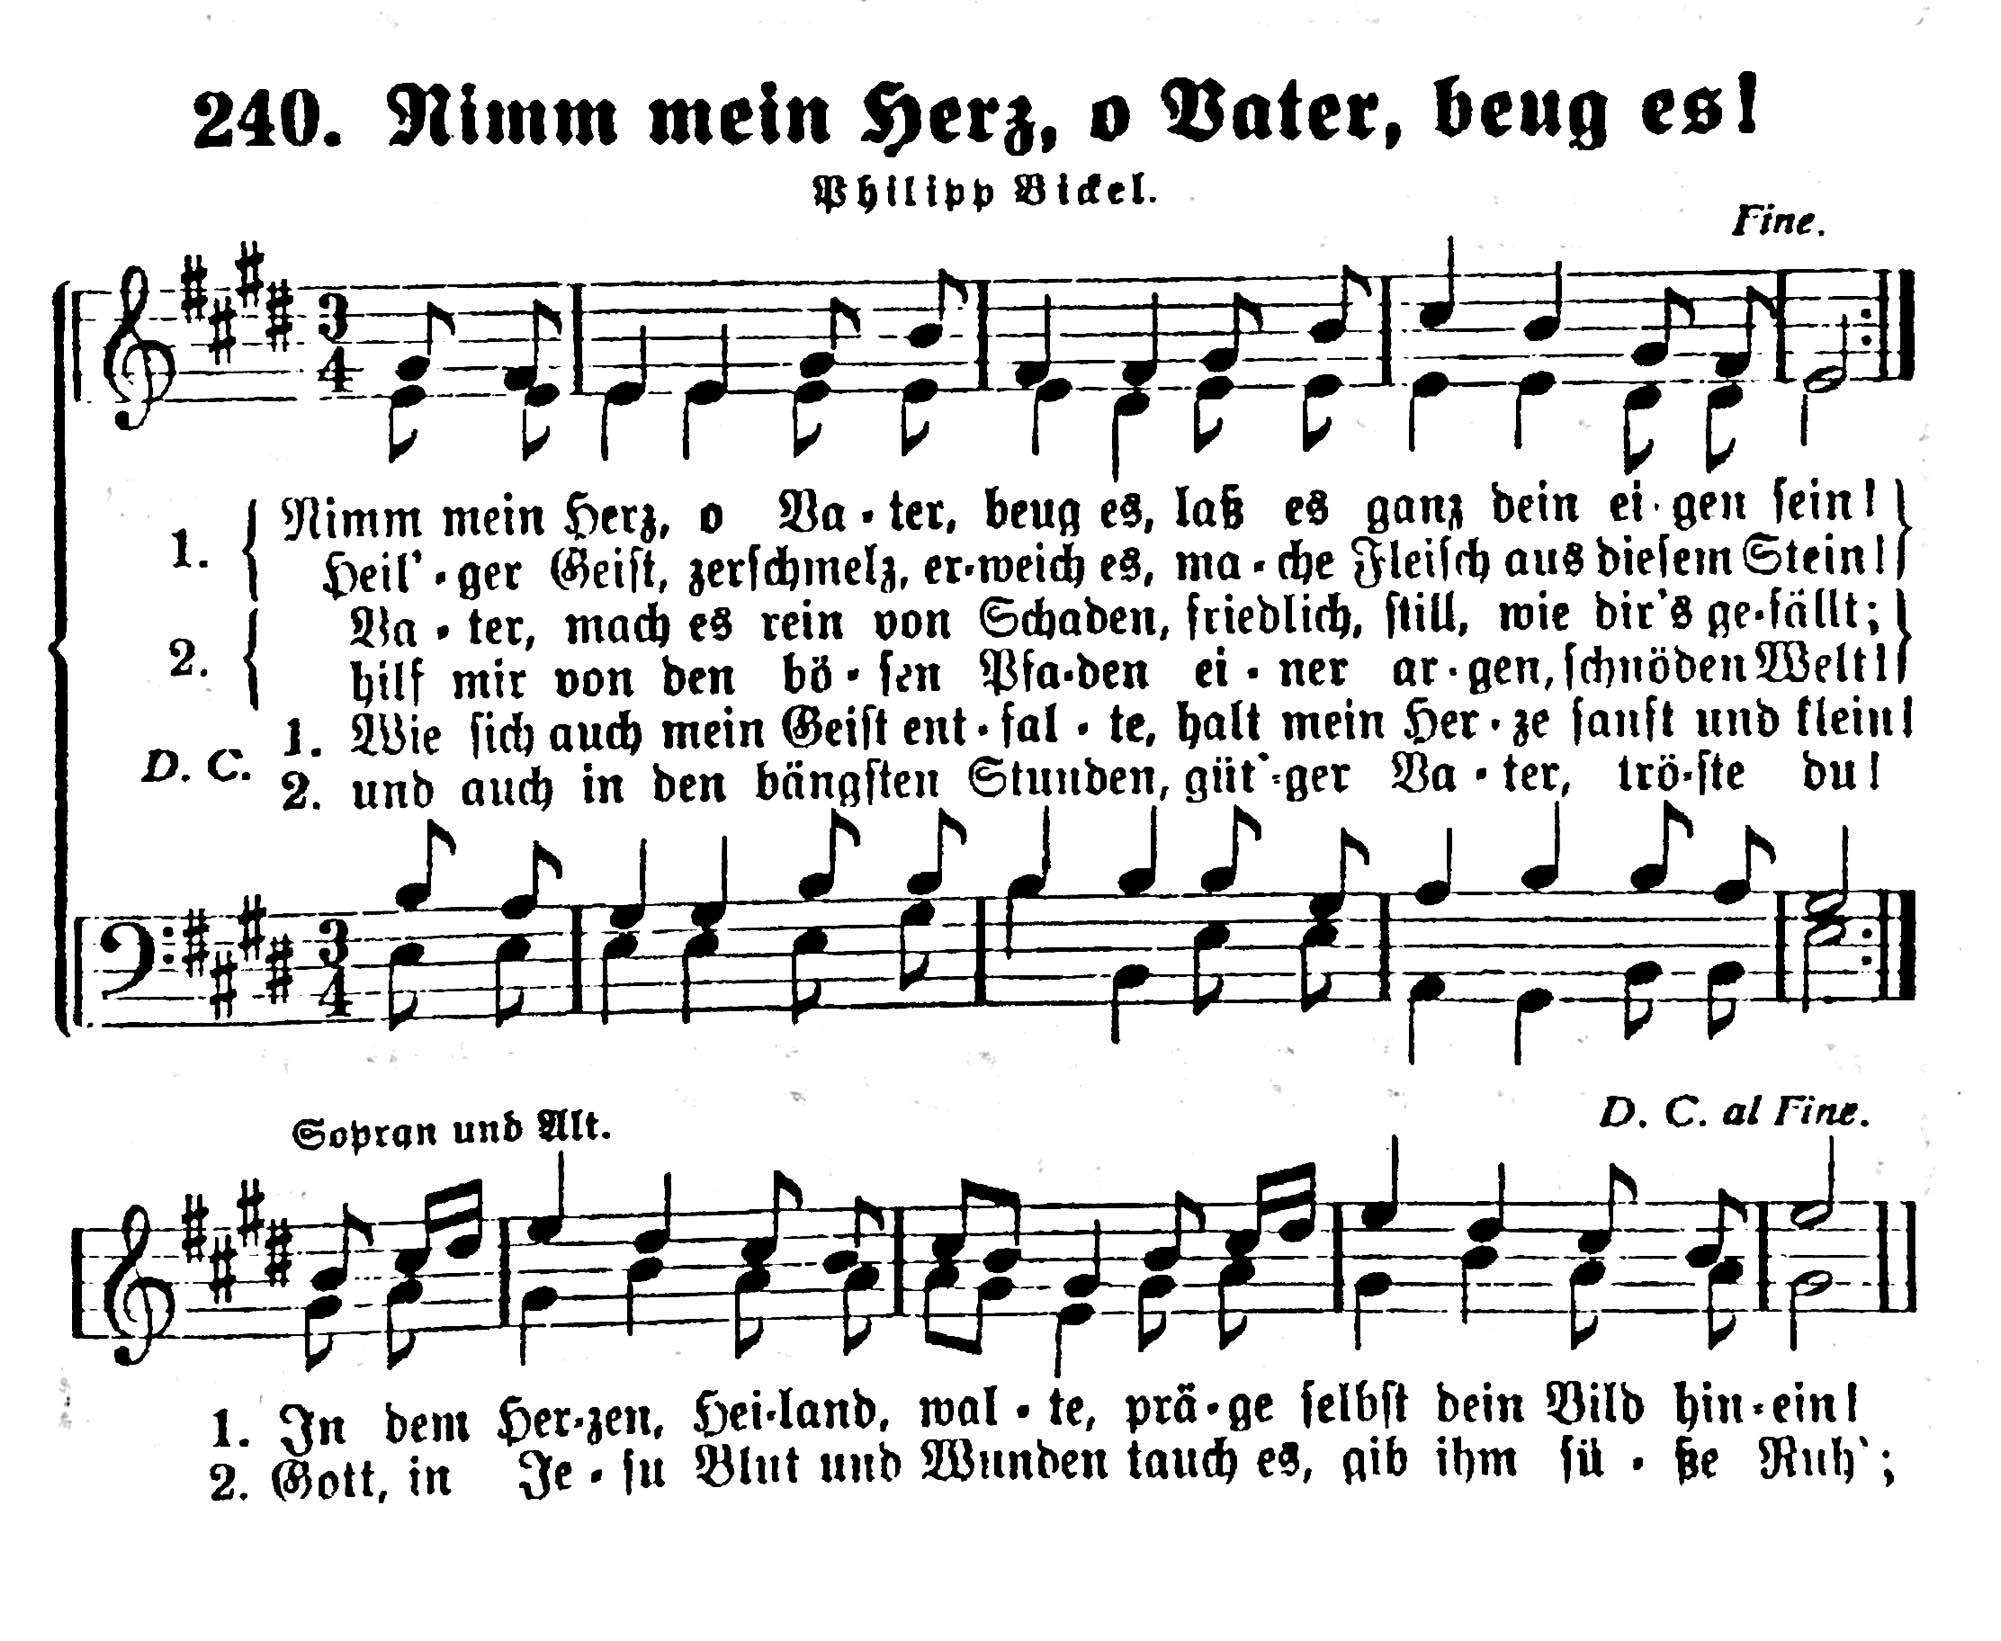 240. Nimm mein Herz, o Vater, beug es!
Philipp Bickel.
Fine.
1. Nimm mein Herz, o Va-ter, beug es, laß es ganz dein ei-gen sein!
Heil'-ger Geist, zerschmelz, er-weich es, ma-che Fleisch aus diesem Stein!
2. Va-ter, mach es rein von Schaden, friedlich, still, wie dir's ge-fällt;
hilf mir von den bö-sen Pfa-den ei-ner ar-gen, schnöden Welt!
D. C. 1. Wie sich auch mein Geist ent-fal-te, halt mein Her-ze sanft und klein!
2. und auch in den bängsten Stunden, güt'-ger Va-ter, trö-ste du!
Sopran und Alt.
D. C. al Fine.
1. In dem Her-zen, Hei-land, wal-te, prä-ge selbst dein Bild hin-ein!
2. Gott, in Je-su Blut und Wunden tauch es, gib ihm sü-ße Ruh';